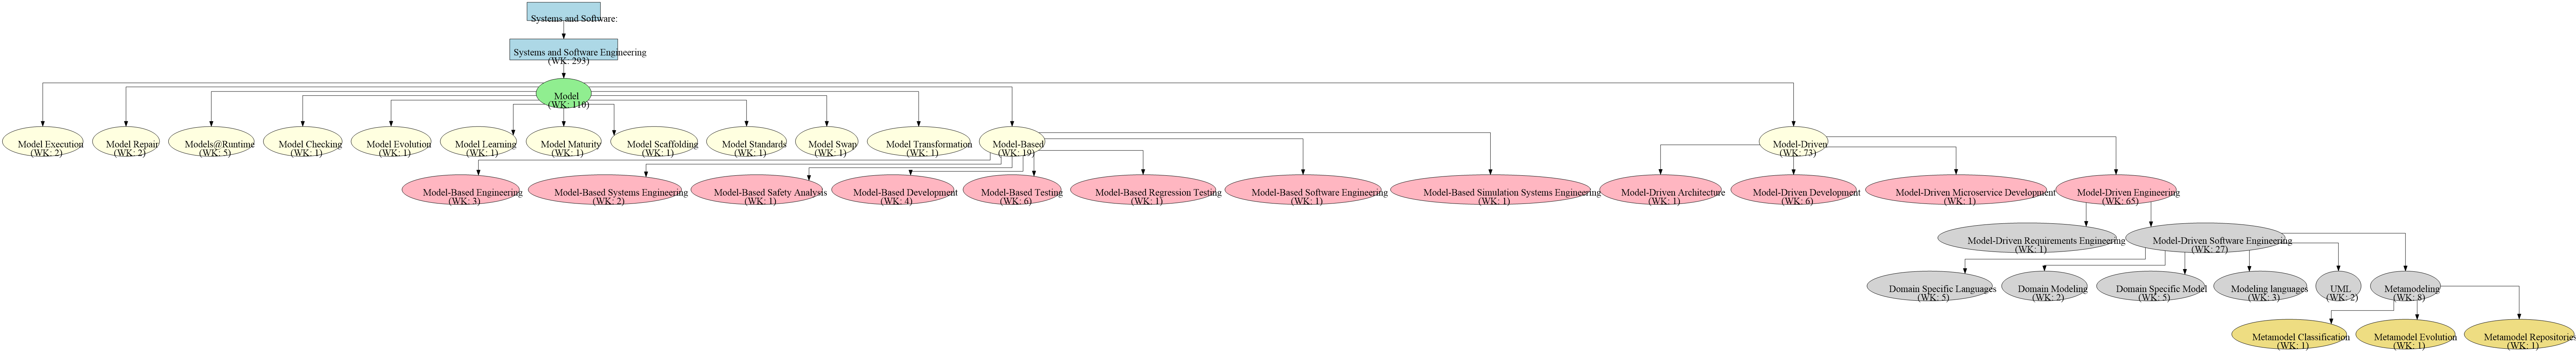 Systems and Software:
Systems and Software Engineering
(WK: 293)
Model
(WK: 110)
Model Execution
(WK: 2)
Model Repair
(WK: 2)
Models@Runtime
(WK: 5)
Model Checking
(WK: 1)
Model Evolution
(WK: 1)
Model Learning
(WK: 1)
Model Maturity
(WK: 1)
Model Scaffolding
(WK: 1)
Model Standards
(WK: 1)
Model Swap
(WK: 1)
Model Transformation
(WK: 1)
Model-Based
(WK: 19)
Model-Driven
(WK: 73)
Model-Based Engineering
(WK: 3)
Model-Based Systems Engineering
(WK: 2)
Model-Based Safety Analysis
(WK: 1)
Model-Based Development
(WK: 4)
Model-Based Testing
(WK: 6)
Model-Based Regression Testing
(WK: 1)
Model-Based Software Engineering
(WK: 1)
Model-Based Simulation Systems Engineering
(WK: 1)
Model-Driven Architecture
(WK: 1)
Model-Driven Development
(WK: 6)
Model-Driven Microservice Development
(WK: 1)
Model-Driven Engineering
(WK: 65)
Model-Driven Requirements Engineering
(WK: 1)
Model-Driven Software Engineering
(WK: 27)
Domain Specific Languages
(WK: 5)
Domain Modeling
(WK: 2)
Domain Specific Model
(WK: 5)
Modeling languages
(WK: 3)
UML
(WK: 2)
Metamodeling
(WK: 8)
Metamodel Classification
(WK: 1)
Metamodel Evolution
(WK: 1)
Metamodel Repositories
(WK: 1)